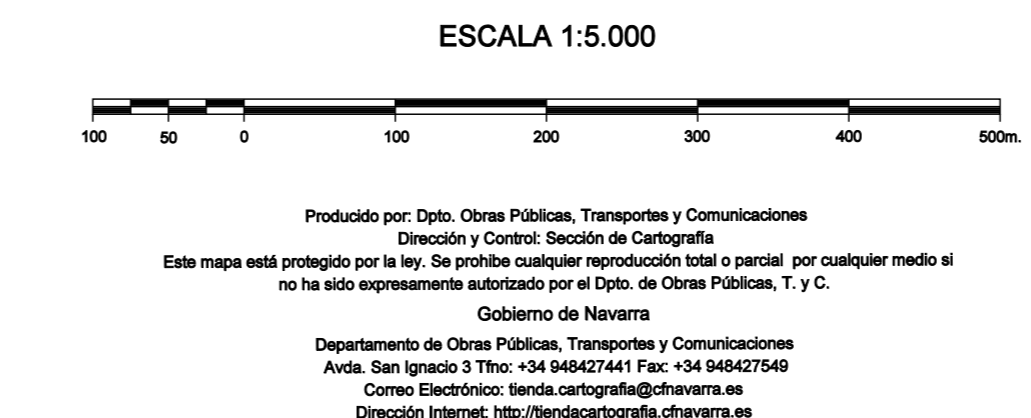 ESCALA 1:5.000
100 50 0 100 200 300 400 500m.
Producido por: Dpto. Obras Públicas, Transportes y Comunicaciones
Dirección y Control: Sección de Cartografía
Este mapa está protegido por la ley. Se prohibe cualquier reproducción total o parcial por cualquier medio si
no ha sido expresamente autorizado por el Dpto. de Obras Públicas, T. y C.
Gobierno de Navarra
Departamento de Obras Públicas, Transportes y Comunicaciones
Avda. San Ignacio 3 Tfno: +34 948427441 Fax: +34 948427549
Correo Electrónico: tienda.cartografia@cfnavarra.es
Dirección Internet: http://tiendacartografia.cfnavarra.es